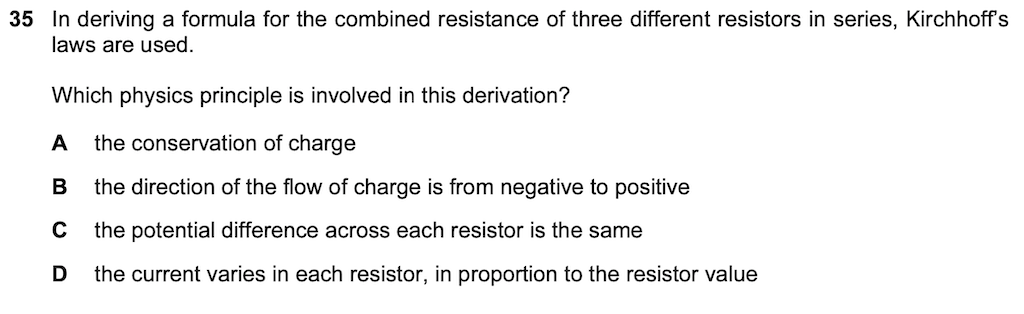 35 In deriving a formula for the combined resistance of three different resistors in series, Kirchhoff's
laws are used.
Which physics principle is involved in this derivation?
A the conservation of charge
B the direction of the flow of charge is from negative to positive
C the potential difference across each resistor is the same
D the current varies in each resistor, in proportion to the resistor value